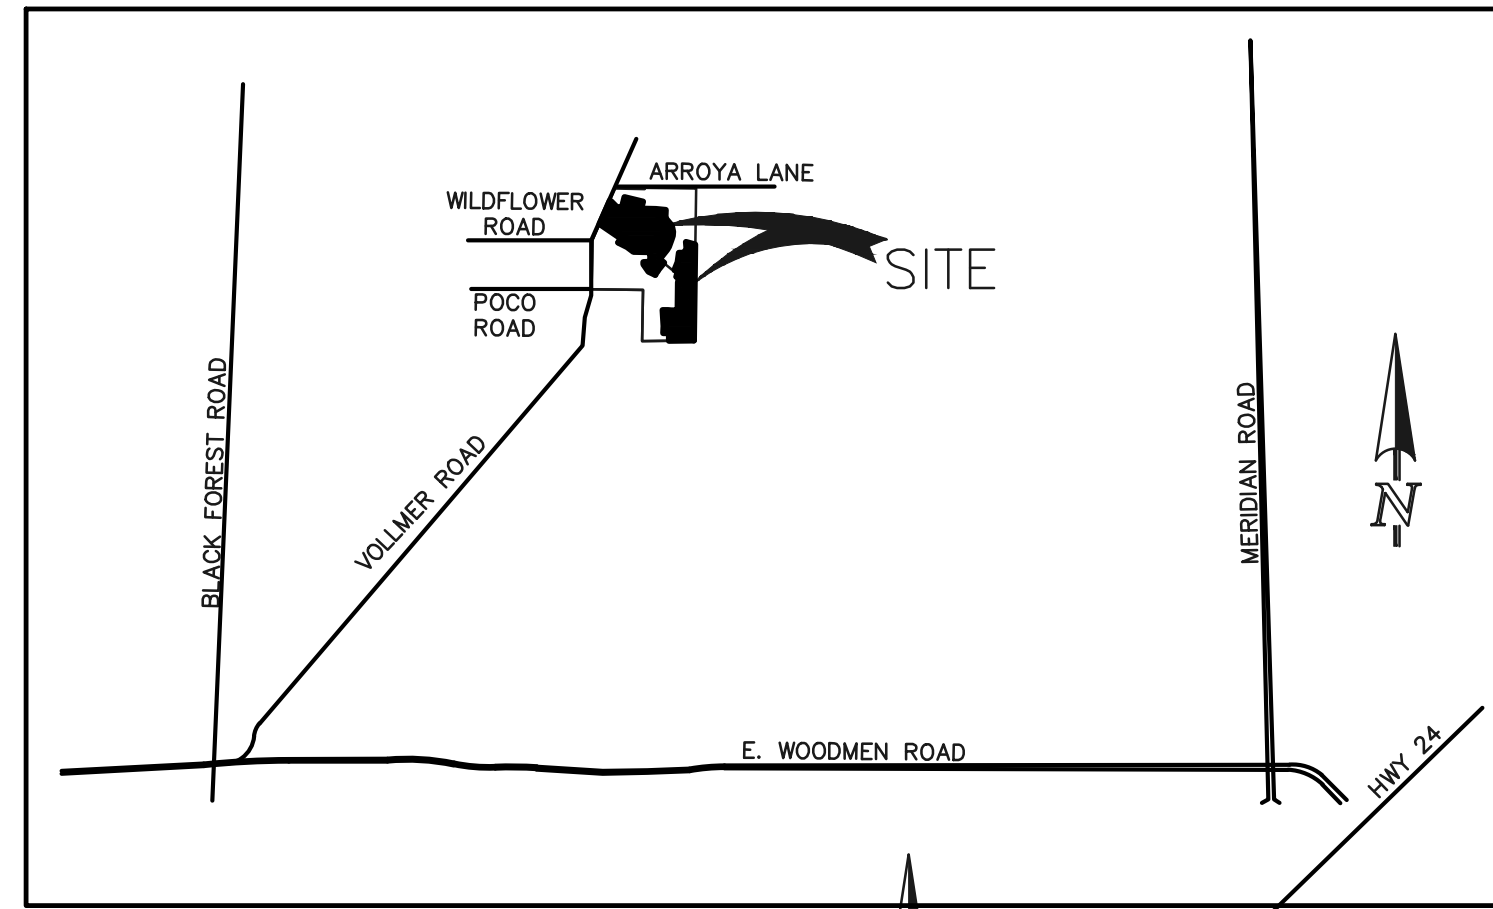 ARROYA LANE
WILDFLOWER
ROAD
SITE
POCO
ROAD
BLACK FOREST ROAD
VOLLMER ROAD
MERIDIAN ROAD
N
E. WOODMEN ROAD
HWY 24